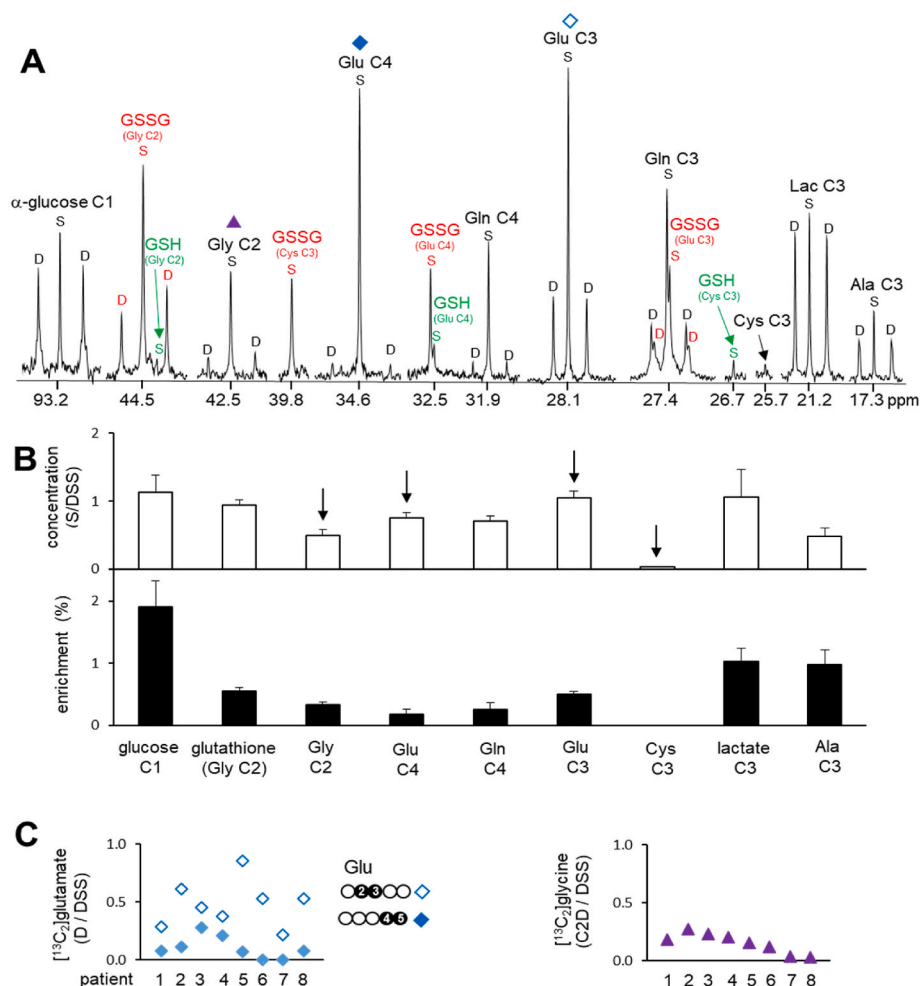 A
Glu C3
S
Glu C4
S
GSSG
(Gly C2)
S
Gln C3
S
Lac C3
α-glucose C1
S
D
D
GSH
(Gly C2)
S
D
D
Gly C2
S
D
D
GSSG
(Cys C3)
S
D
D
GSSG
(Glu C4)
S
GSH
(Glu C4)
S
Gln C4
S
D
D
D
D
GSSG
(Glu C3)
S
D
D
D
D
GSH
(Cys C3)
S
Cys C3
D
S
D
Ala C3
S
D
D
93.2 44.5 42.5 39.8 34.6 32.5 31.9 28.1 27.4 26.7 25.7 21.2 17.3 ppm
B
concentration
(S/DSS)
2
1
0
enrichment (%)
2
1
0
glucose
C1
glutathione
(Gly C2)
Gly
C2
Glu
C4
Gln
C4
Glu
C3
Cys
C3
lactate
C3
Ala
C3
C
[¹³C₂]glutamate
(D / DSS)
1.0
0.5
0.0
patient 1 2 3 4 5 6 7 8
Glu
2 3
4 5
[¹³C₂]glycine
(C2D / DSS)
1.0
0.5
0.0
1 2 3 4 5 6 7 8